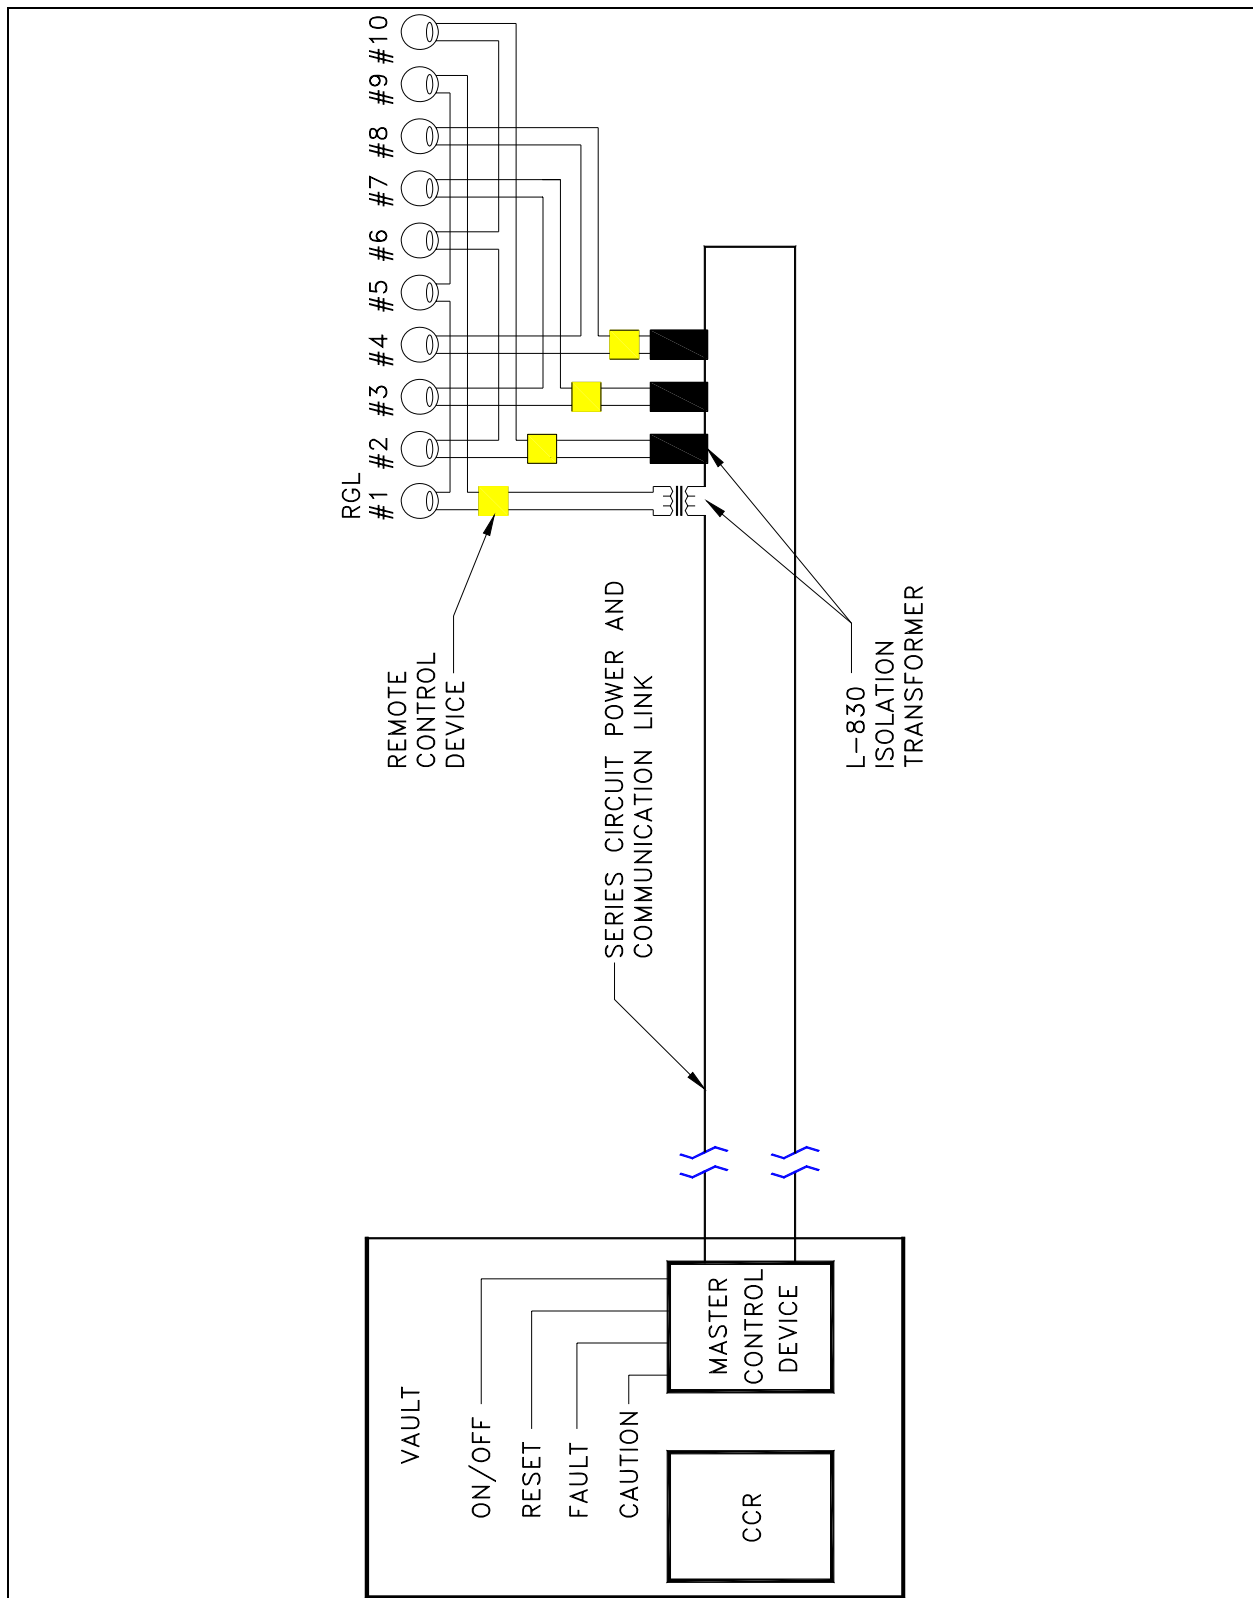 RGL
#1
#2
#3
#4
#5
#6
#7
#8
#9
#10
REMOTE
CONTROL
DEVICE
SERIES CIRCUIT POWER AND
COMMUNICATION LINK
L-830
ISOLATION
TRANSFORMER
VAULT
ON/OFF
RESET
FAULT
CAUTION
MASTER
CONTROL
DEVICE
CCR